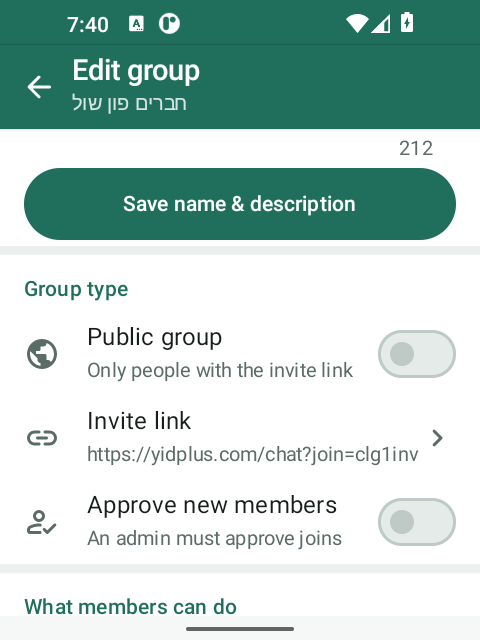 7:40
Edit group
חברים פון שול
212
Save name & description
Group type
Public group
Only people with the invite link
Invite link
https://yidplus.com/chat?join=clg1inv
Approve new members
An admin must approve joins
What members can do